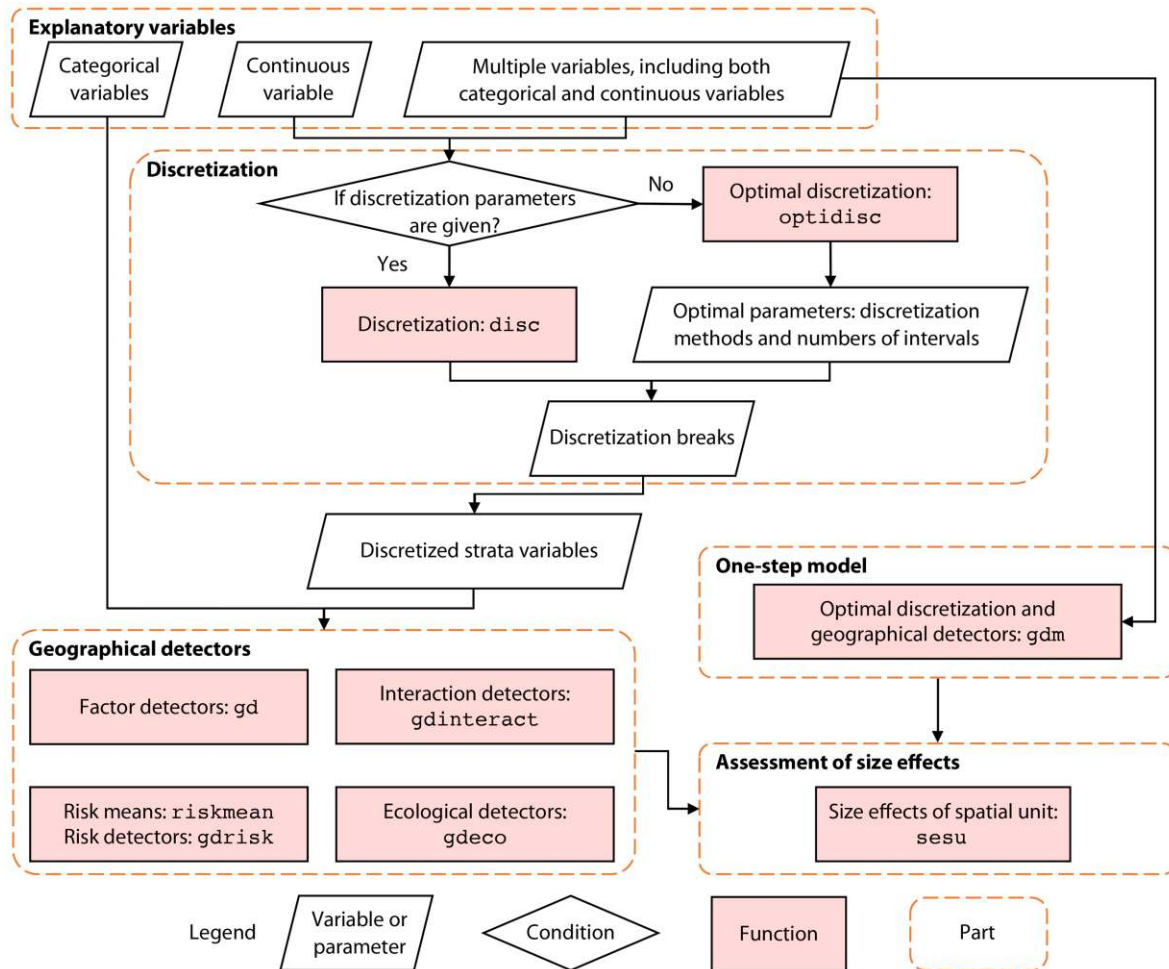 Explanatory variables
Categorical
variables
Continuous
variable
Multiple variables, including both
categorical and continuous variables
Discretization
If discretization parameters
are given?
No
Optimal discretization:
optidisc
Yes
Discretization: disc
Optimal parameters: discretization
methods and numbers of intervals
Discretization breaks
Discretized strata variables
One-step model
Optimal discretization and
geographical detectors: gdm
Geographical detectors
Factor detectors: gd
Interaction detectors:
gdinteract
Risk means: riskmean
Risk detectors: gdrisk
Ecological detectors:
gdeco
Assessment of size effects
Size effects of spatial unit:
sesu
Legend
Variable or
parameter
Condition
Function
Part